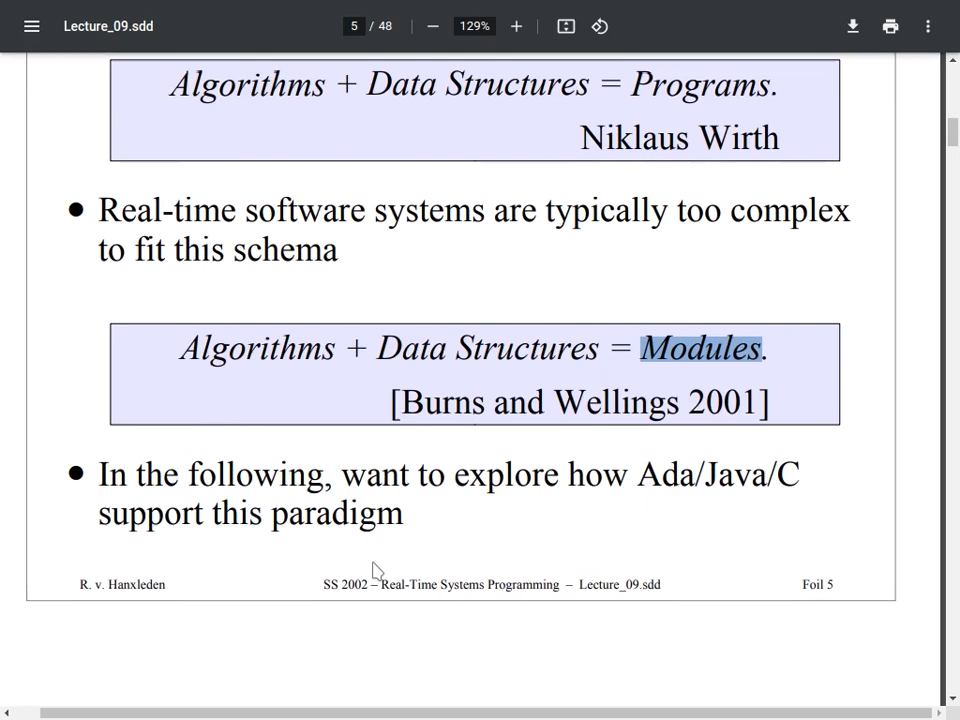 Lecture_09.sdd
5 / 48
129%
Algorithms + Data Structures = Programs.
Niklaus Wirth
● Real-time software systems are typically too complex
to fit this schema
Algorithms + Data Structures = Modules.
[Burns and Wellings 2001]
● In the following, want to explore how Ada/Java/C
support this paradigm
R. v. Hanxleden SS 2002 – Real-Time Systems Programming – Lecture_09.sdd Foil 5